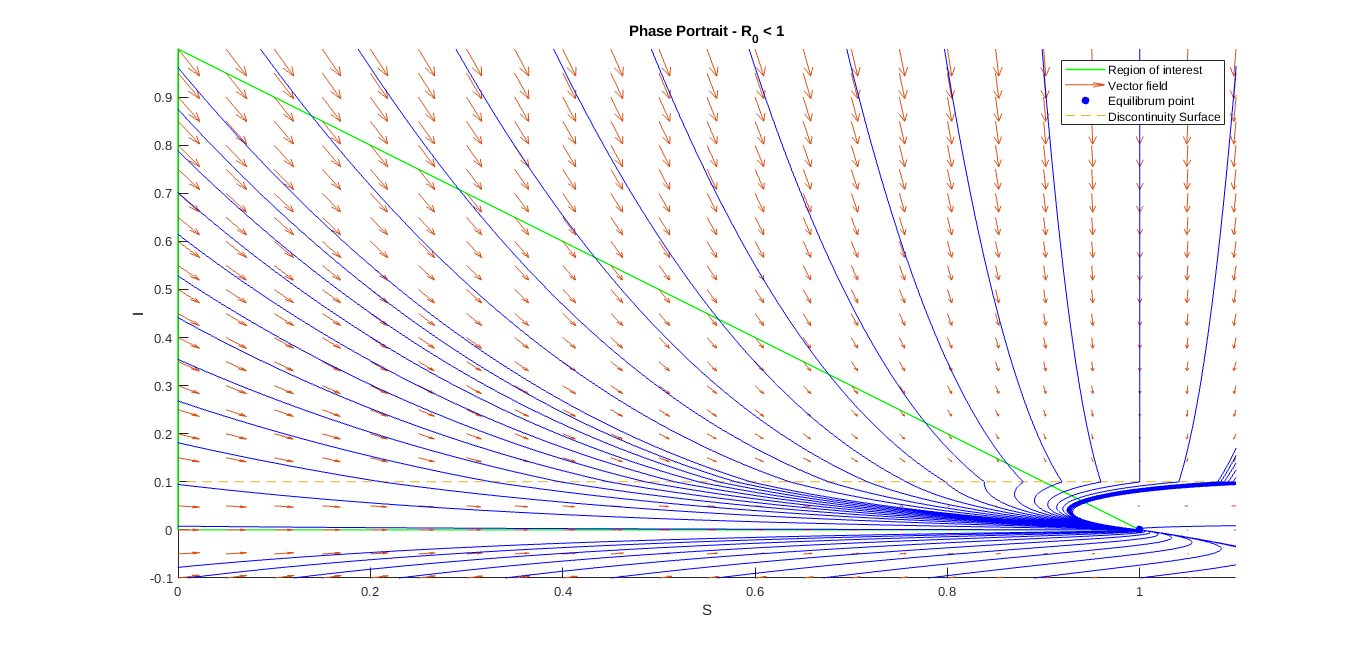 Phase Portrait - R0 < 1
Region of interest
Vector field
Equilibrum point
Discontinuity Surface
0.9
0.8
0.7
0.6
0.5
0.4
0.3
0.2
0.1
0
-0.1
I
0 0.2 0.4 0.6 0.8 1
S